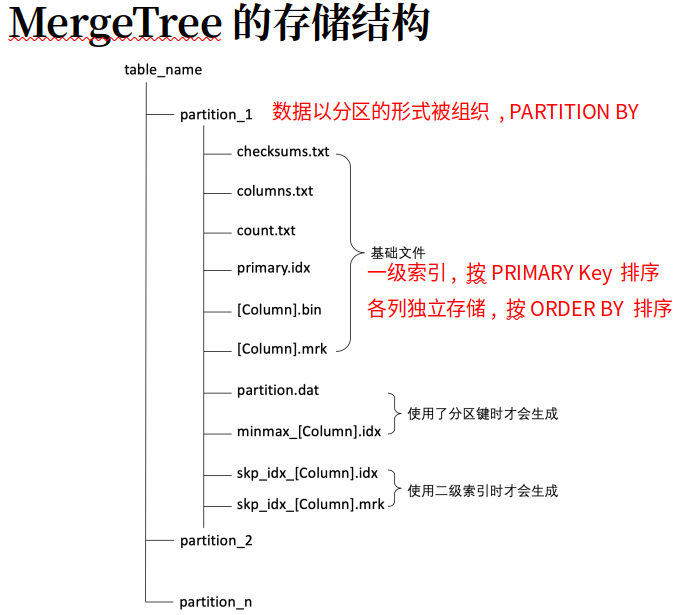 MergeTree 的存储结构
table_name
partition_1 数据以分区的形式被组织，PARTITION BY
checksums.txt
columns.txt
count.txt
基础文件
primary.idx 一级索引，按 PRIMARY Key 排序
[Column].bin 各列独立存储，按 ORDER BY 排序
[Column].mrk
partition.dat
使用了分区键时才会生成
minmax_[Column].idx
skp_idx_[Column].idx
使用二级索引时才会生成
skp_idx_[Column].mrk
partition_2
partition_n